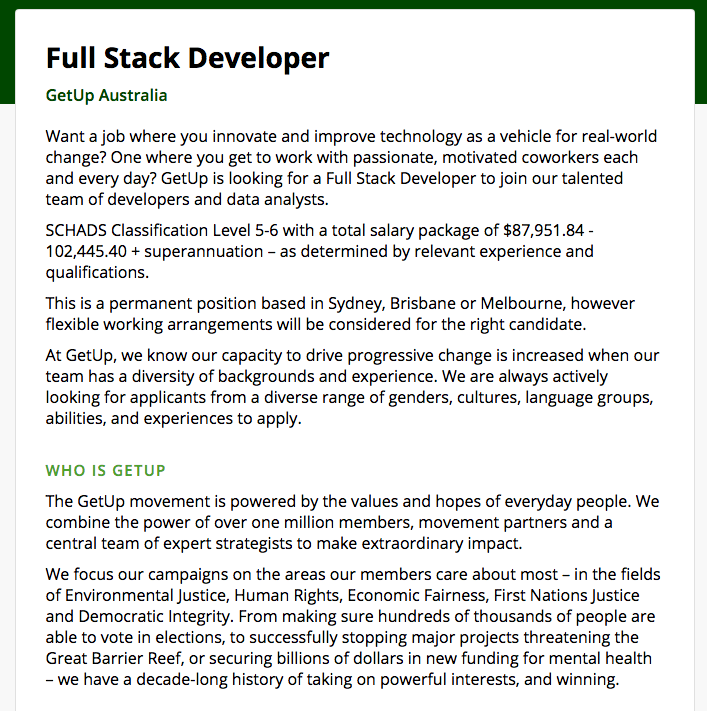 Full Stack Developer
GetUp Australia
Want a job where you innovate and improve technology as a vehicle for real-world
change? One where you get to work with passionate, motivated coworkers each
and every day? GetUp is looking for a Full Stack Developer to join our talented
team of developers and data analysts.
SCHADS Classification Level 5-6 with a total salary package of $87,951.84 -
102,445.40 + superannuation – as determined by relevant experience and
qualifications.
This is a permanent position based in Sydney, Brisbane or Melbourne, however
flexible working arrangements will be considered for the right candidate.
At GetUp, we know our capacity to drive progressive change is increased when our
team has a diversity of backgrounds and experience. We are always actively
looking for applicants from a diverse range of genders, cultures, language groups,
abilities, and experiences to apply.
WHO IS GETUP
The GetUp movement is powered by the values and hopes of everyday people. We
combine the power of over one million members, movement partners and a
central team of expert strategists to make extraordinary impact.
We focus our campaigns on the areas our members care about most – in the fields
of Environmental Justice, Human Rights, Economic Fairness, First Nations Justice
and Democratic Integrity. From making sure hundreds of thousands of people are
able to vote in elections, to successfully stopping major projects threatening the
Great Barrier Reef, or securing billions of dollars in new funding for mental health
– we have a decade-long history of taking on powerful interests, and winning.